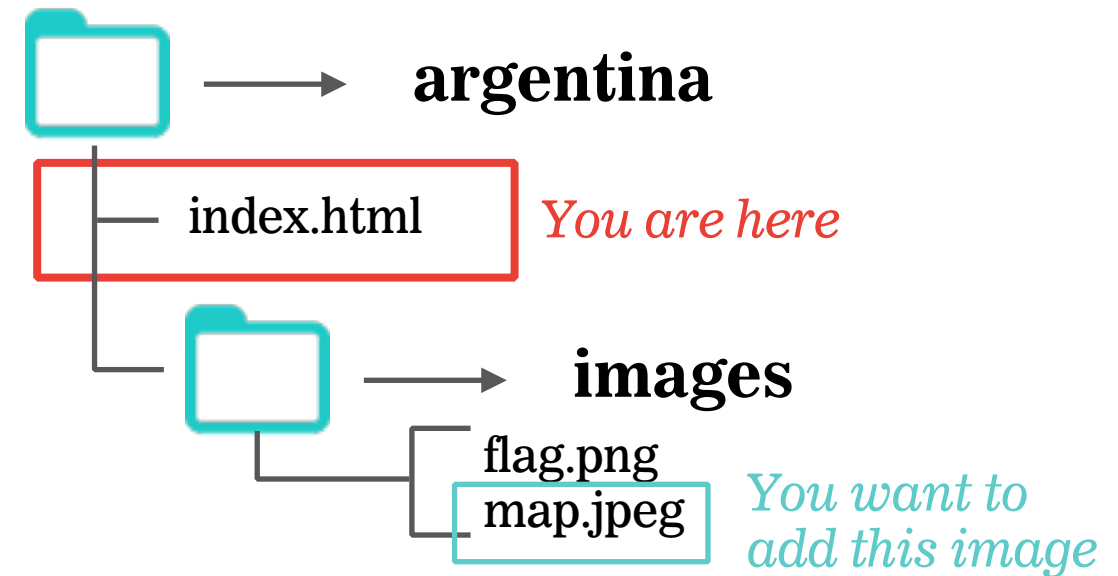 argentina
index.html
You are here
images
flag.png
map.jpeg
You want to
add this image